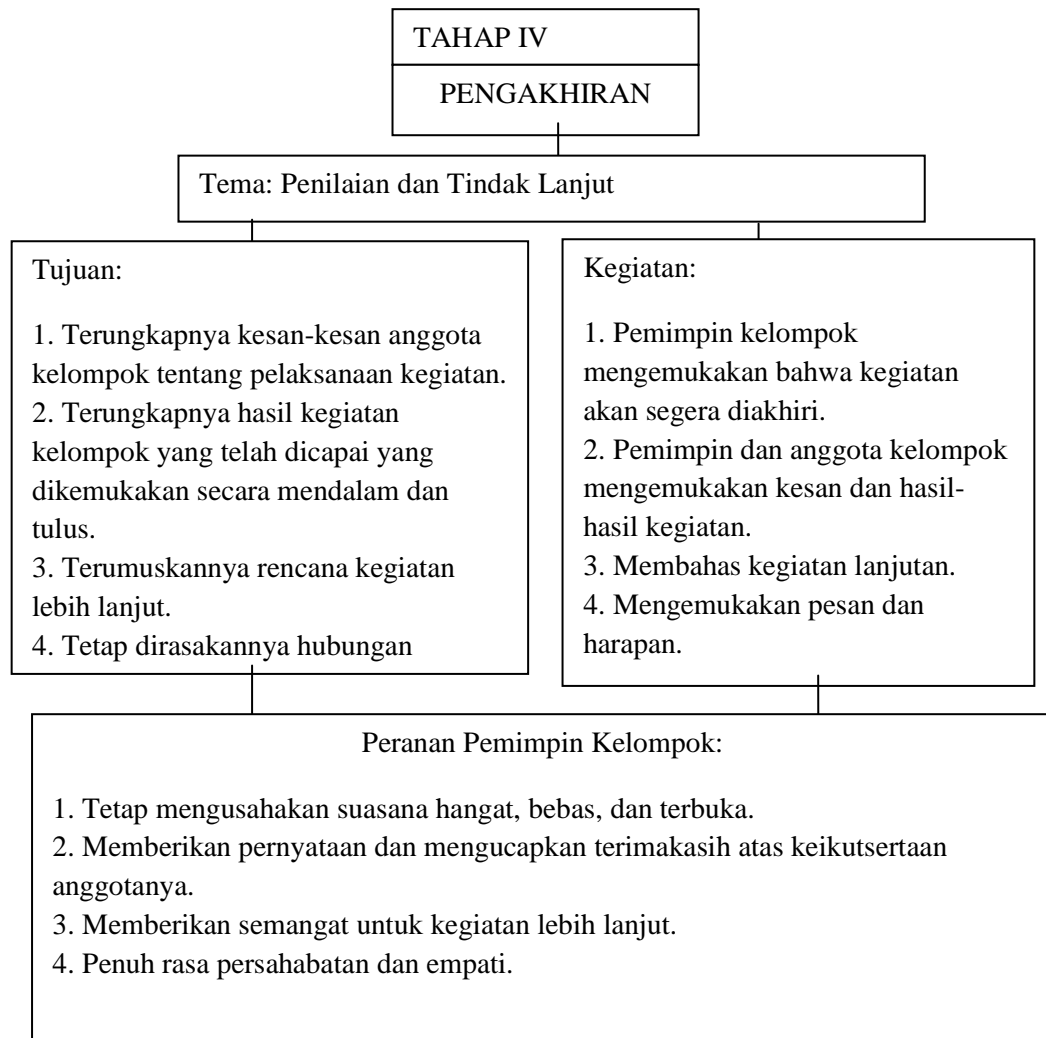 TAHAP IV
PENGAKHIRAN
Tema: Penilaian dan Tindak Lanjut
Tujuan:
1. Terungkapnya kesan-kesan anggota
kelompok tentang pelaksanaan kegiatan.
2. Terungkapnya hasil kegiatan
kelompok yang telah dicapai yang
dikemukakan secara mendalam dan
tulus.
3. Terumuskannya rencana kegiatan
lebih lanjut.
4. Tetap dirasakannya hubungan
Kegiatan:
1. Pemimpin kelompok
mengemukakan bahwa kegiatan
akan segera diakhiri.
2. Pemimpin dan anggota kelompok
mengemukakan kesan dan hasil-
hasil kegiatan.
3. Membahas kegiatan lanjutan.
4. Mengemukakan pesan dan
harapan.
Peranan Pemimpin Kelompok:
1. Tetap mengusahakan suasana hangat, bebas, dan terbuka.
2. Memberikan pernyataan dan mengucapkan terimakasih atas keikutsertaan
anggotanya.
3. Memberikan semangat untuk kegiatan lebih lanjut.
4. Penuh rasa persahabatan dan empati.